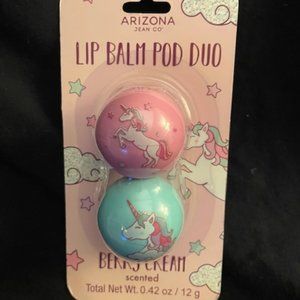 ARIZONA
JEAN CO
LIP BALM POD DUO
BERRY CREAM
scented
Total Net Wt. 0.42 oz / 12 g